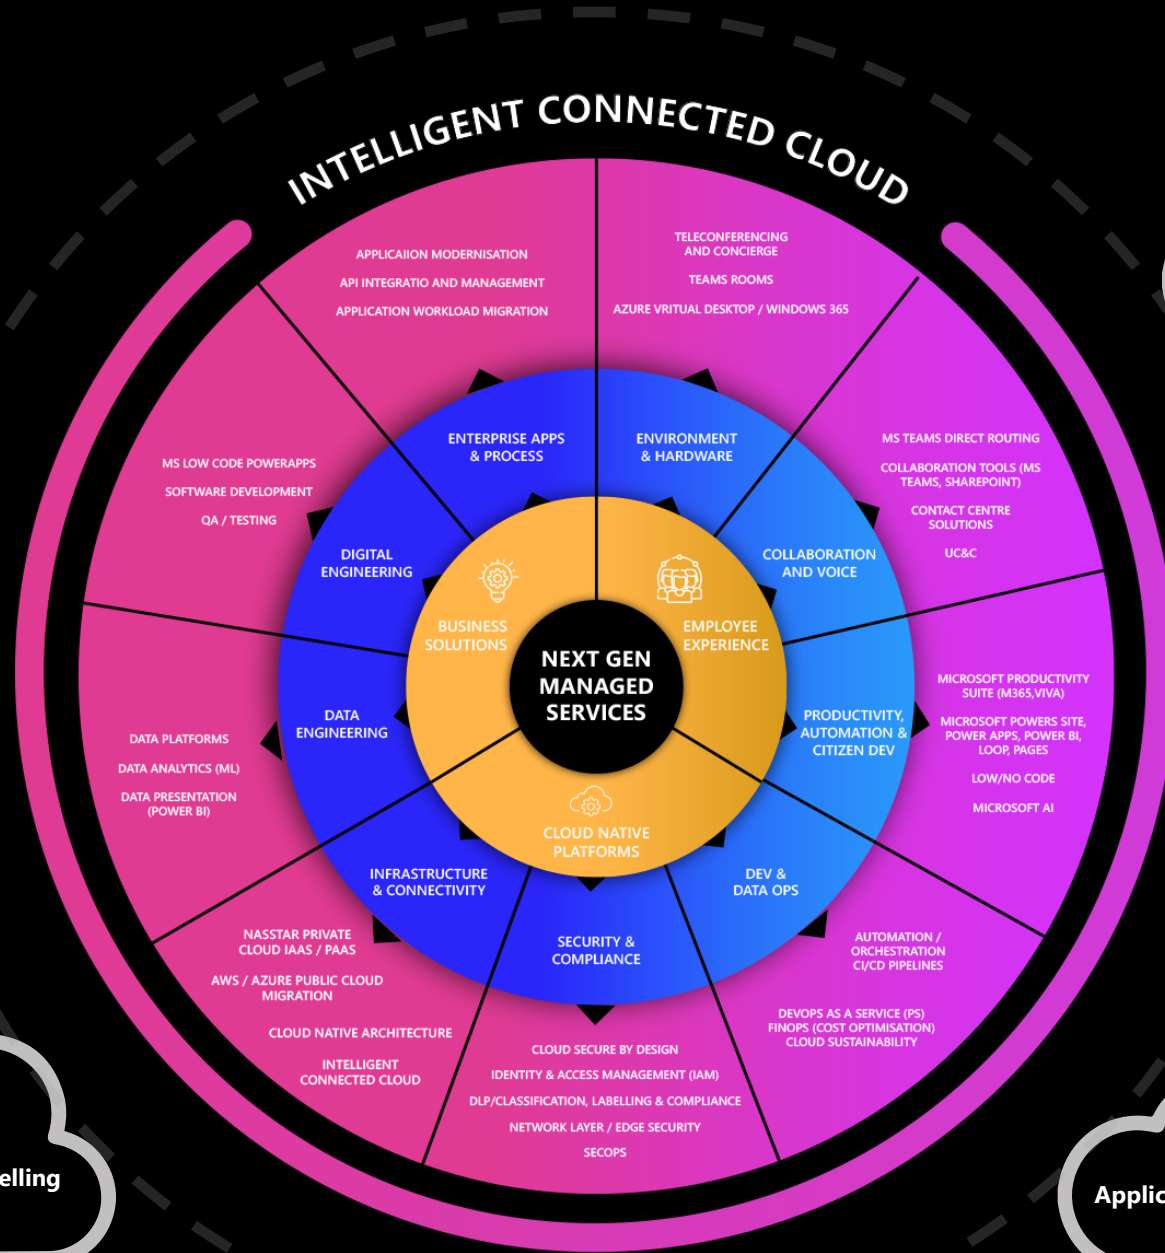 INTELLIGENT CONNECTED CLOUD
APPLICAIION MODERNISATION
API INTEGRATIO AND MANAGEMENT
APPLICATION WORKLOAD MIGRATION
TELECONFERENCING
AND CONCIERGE
TEAMS ROOMS
AZURE VRITUAL DESKTOP / WINDOWS 365
MS TEAMS DIRECT ROUTING
COLLABORATION TOOLS (MS
TEAMS, SHAREPOINT)
CONTACT CENTRE
SOLUTIONS
UC&C
MICROSOFT PRODUCTIVITY
SUITE (M365,VIVA)
MICROSOFT POWERS SITE,
POWER APPS, POWER BI,
LOOP, PAGES
LOW/NO CODE
MICROSOFT AI
AUTOMATION /
ORCHESTRATION
CI/CD PIPELINES
DEVOPS AS A SERVICE (PS)
FINOPS (COST OPTIMISATION)
CLOUD SUSTAINABILITY
CLOUD SECURE BY DESIGN
IDENTITY & ACCESS MANAGEMENT (IAM)
DLP/CLASSIFICATION, LABELLING & COMPLIANCE
NETWORK LAYER / EDGE SECURITY
SECOPS
NASSTAR PRIVATE
CLOUD IAAS / PAAS
AWS / AZURE PUBLIC CLOUD
MIGRATION
CLOUD NATIVE ARCHITECTURE
INTELLIGENT
CONNECTED CLOUD
DATA PLATFORMS
DATA ANALYTICS (ML)
DATA PRESENTATION
(POWER BI)
MS LOW CODE POWERAPPS
SOFTWARE DEVELOPMENT
QA / TESTING
ENTERPRISE APPS
& PROCESS
ENVIRONMENT
& HARDWARE
COLLABORATION
AND VOICE
PRODUCTIVITY,
AUTOMATION &
CITIZEN DEV
DEV &
DATA OPS
SECURITY &
COMPLIANCE
INFRASTRUCTURE
& CONNECTIVITY
DATA
ENGINEERING
DIGITAL
ENGINEERING
BUSINESS
SOLUTIONS
EMPLOYEE
EXPERIENCE
CLOUD NATIVE
PLATFORMS
NEXT GEN
MANAGED
SERVICES
elling
Applic